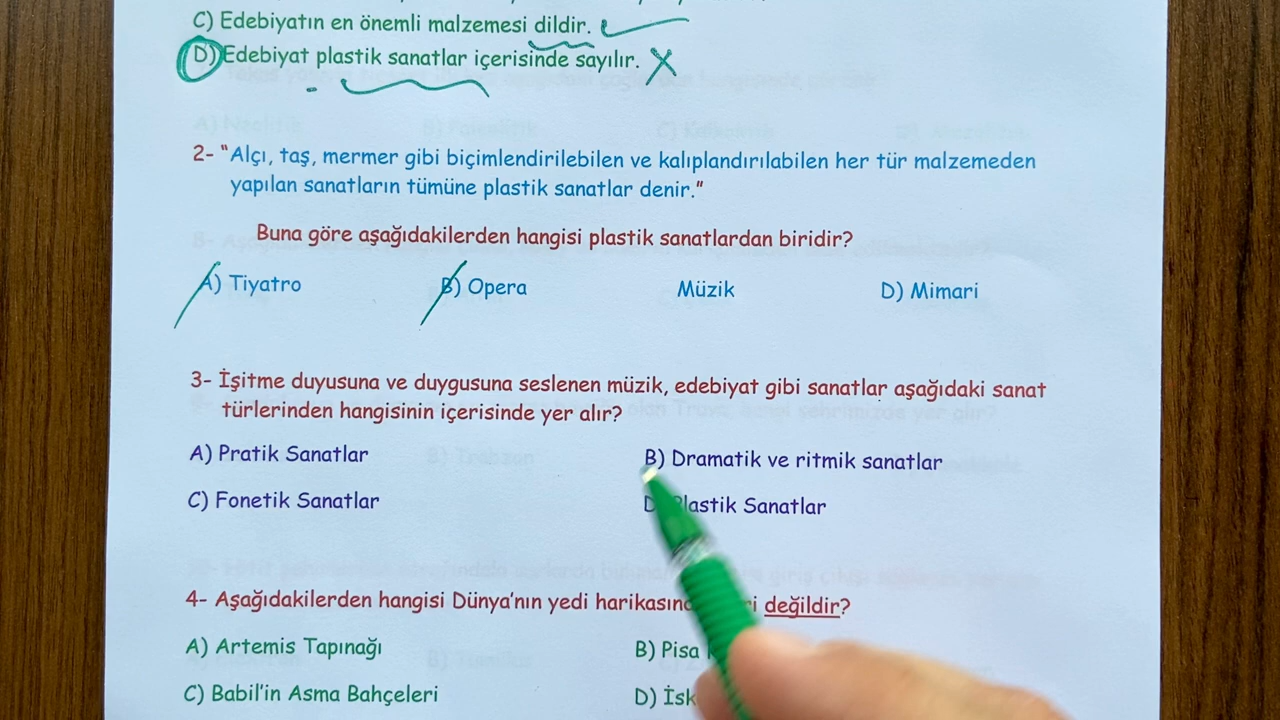 C) Edebiyatın en önemli malzemesi dildir.
D) Edebiyat plastik sanatlar içerisinde sayılır.
2- "Alçı, taş, mermer gibi biçimlendirilebilen ve kalıplandırılabilen her tür malzemeden
yapılan sanatların tümüne plastik sanatlar denir."
Buna göre aşağıdakilerden hangisi plastik sanatlardan biridir?
A) Tiyatro B) Opera Müzik D) Mimari
3- İşitme duyusuna ve duygusuna seslenen müzik, edebiyat gibi sanatlar aşağıdaki sanat
türlerinden hangisinin içerisinde yer alır?
A) Pratik Sanatlar B) Dramatik ve ritmik sanatlar
C) Fonetik Sanatlar D Plastik Sanatlar
4- Aşağıdakilerden hangisi Dünya'nın yedi değildir?
A) Artemis Tapınağı B) Pisa
C) Babil'in Asma Bahçeleri D)